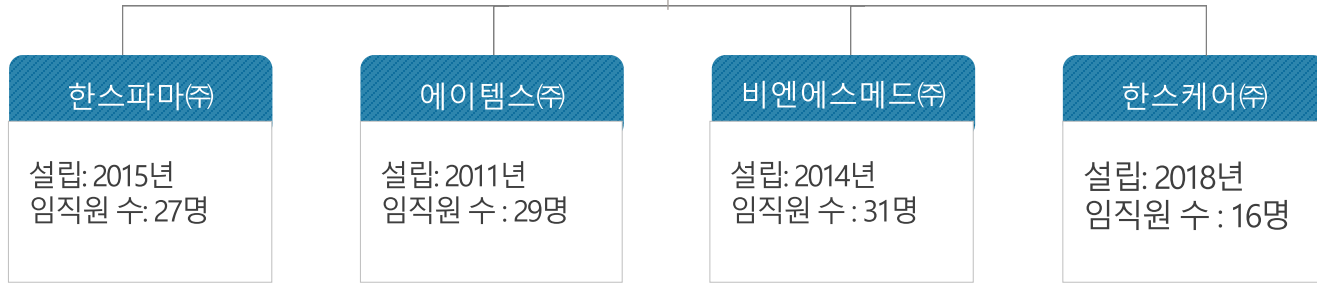 한스파마㈜
설립: 2015년
임직원 수: 27명
에이템스㈜
설립: 2011년
임직원 수 : 29명
비엔에스메드㈜
설립: 2014년
임직원 수 : 31명
한스케어㈜
설립: 2018년
임직원 수 : 16명